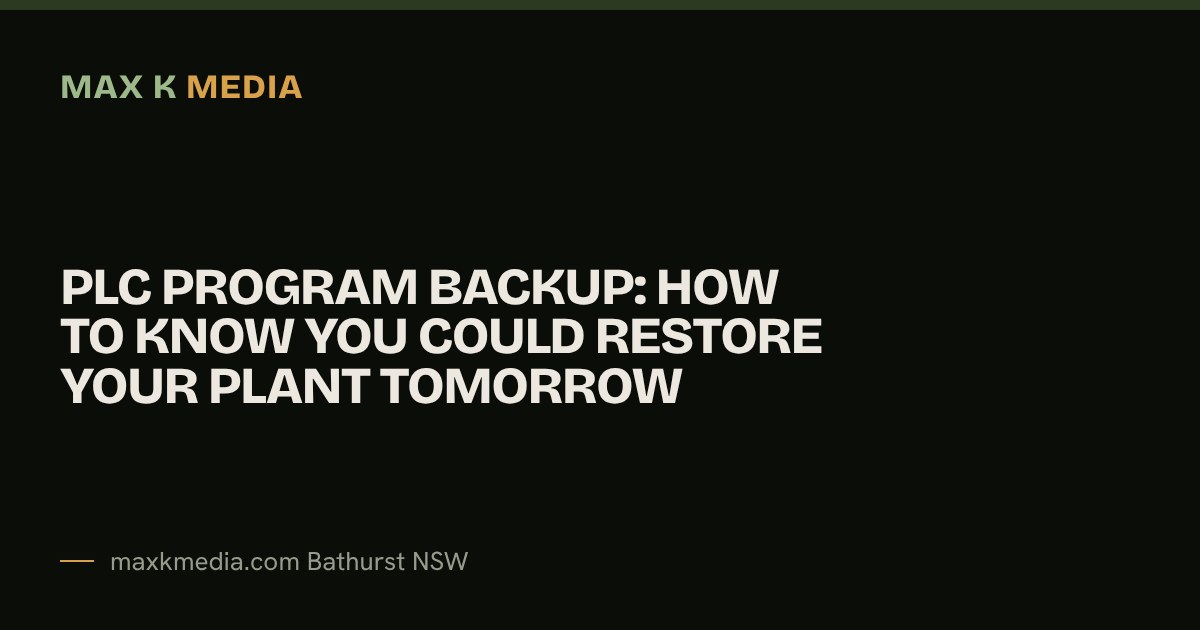 MAX K MEDIA
PLC PROGRAM BACKUP: HOW
TO KNOW YOU COULD RESTORE
YOUR PLANT TOMORROW
maxkmedia.com Bathurst NSW